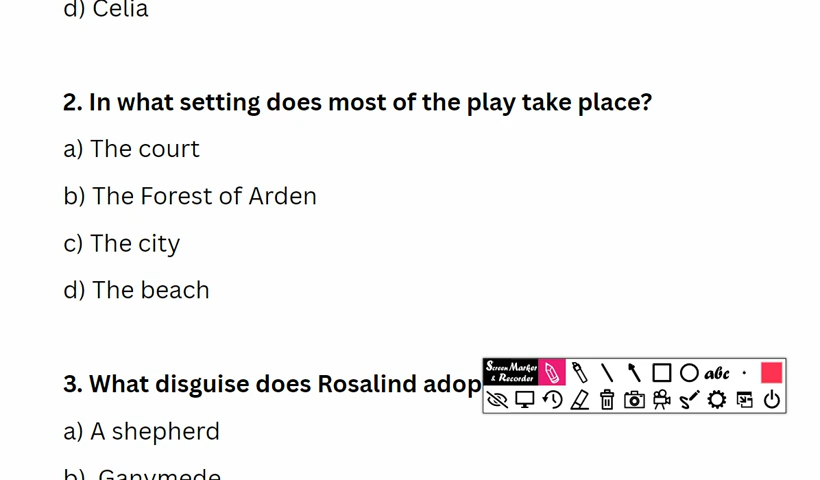 d) Celia
2. In what setting does most of the play take place?
a) The court
b) The Forest of Arden
c) The city
d) The beach
3. What disguise does Rosalind adop
Screen Marker
& Recorder
abc
a) A shepherd
b) Ganymede